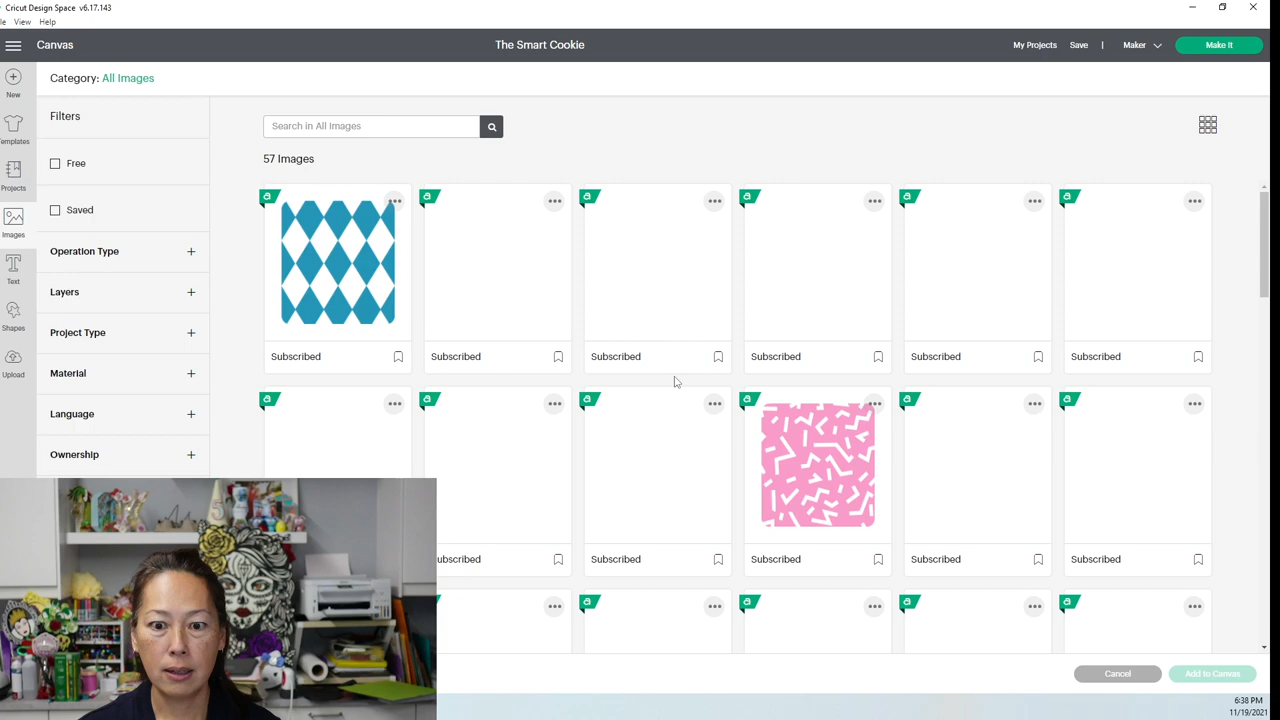 Cricut Design Space v6.17.143
le View Help
Canvas The Smart Cookie My Projects Save | Maker Make It
Category: All Images
New
Templates
Projects
Images
Text
Shapes
Upload
Filters
Free
Saved
Operation Type +
Layers +
Project Type +
Material +
Language +
Ownership +
Search in All Images
57 Images
Subscribed Subscribed Subscribed Subscribed Subscribed Subscribed
ubscribed Subscribed Subscribed Subscribed Subscribed
Cancel Add to Canvas
6:38 PM
11/19/2021